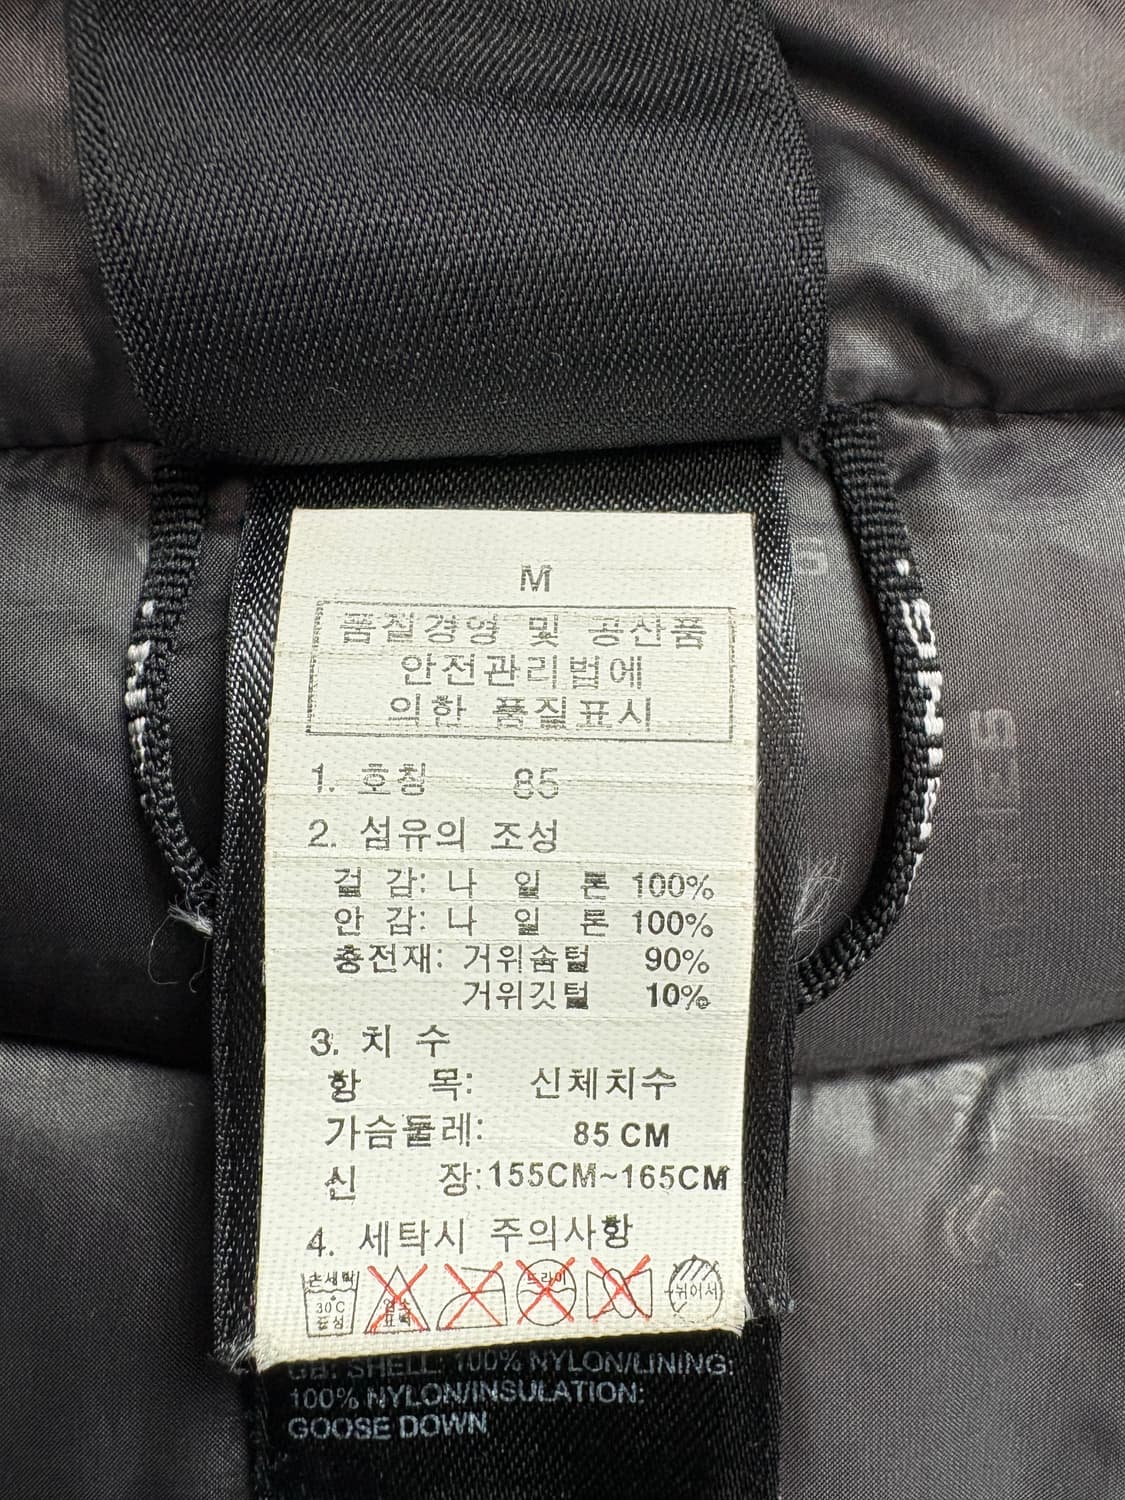 M
품질경영 및 공산품
안전관리법에
의한 품질표시
1. 호칭 85
2. 섬유의 조성
겉 감: 나 일 론 100%
안 감: 나 일 론 100%
충전재: 거위솜털 90%
거위깃털 10%
3. 치 수
항 목: 신체치수
가슴둘레: 85 CM
신 장: 155CM~165CM
4. 세탁시 주의사항
손세탁 30℃ 중성 염소 표백 드라이 뉘어서
GB: SHELL: 100% NYLON/LINING:
100% NYLON/INSULATION:
GOOSE DOWN